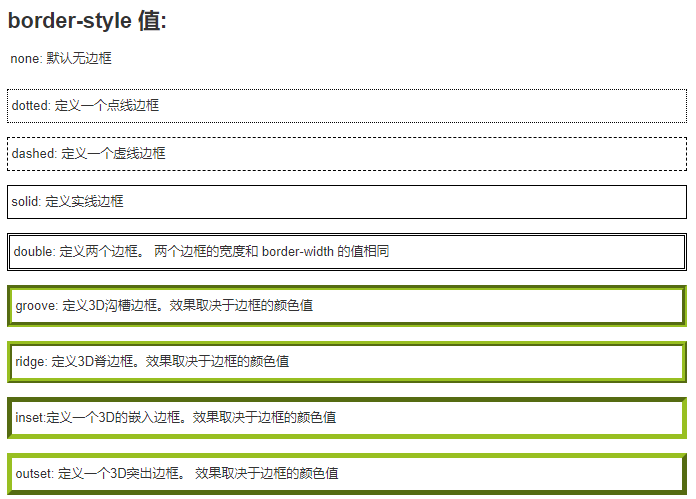 border-style 值:
none: 默认无边框
dotted: 定义一个点线边框
dashed: 定义一个虚线边框
solid: 定义实线边框
double: 定义两个边框。 两个边框的宽度和 border-width 的值相同
groove: 定义3D沟槽边框。效果取决于边框的颜色值
ridge: 定义3D脊边框。效果取决于边框的颜色值
inset:定义一个3D的嵌入边框。效果取决于边框的颜色值
outset: 定义一个3D突出边框。 效果取决于边框的颜色值